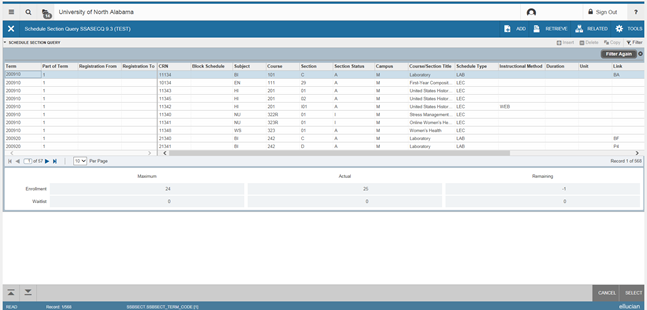 University of North Alabama Sign Out ?
Schedule Section Query SSASECQ 9.3 (TEST) ADD RETRIEVE RELATED TOOLS
SCHEDULE SECTION QUERY Insert Delete Copy Filter
Filter Again
Term Part of Term Registration From Registration To CRN Block Schedule Subject Course Section Section Status Campus Course/Section Title Schedule Type Instructional Method Duration Unit Link
200910 1 11134 BI 101 C A M Laboratory LAB BA
200910 1 10134 EN 111 29 A M First-Year Composit... LEC
200910 1 11343 HI 201 01 A M United States Histor... LEC
200910 1 11345 HI 201 02 A M United States Histor... LEC
200910 1 11342 HI 201 I01 A M United States Histor... LEC WEB
200910 1 11340 NU 322R 01 I M Stress Management... LEC
200910 1 11341 NU 323R 01 I M Online Women's He... LEC
200910 1 11348 WS 323 01 A M Women's Health LEC
200920 1 21340 BI 242 C A M Laboratory LAB BF
200920 1 21341 BI 242 D A M Laboratory LAB PA
1 of 57 10 Per Page Record 1 of 568
Maximum Actual Remaining
Enrollment 24 25 -1
Waitlist 0 0 0
CANCEL SELECT
READ Record: 1/568 SSBSECT.SSBSECT_TERM_CODE [1] ellucian